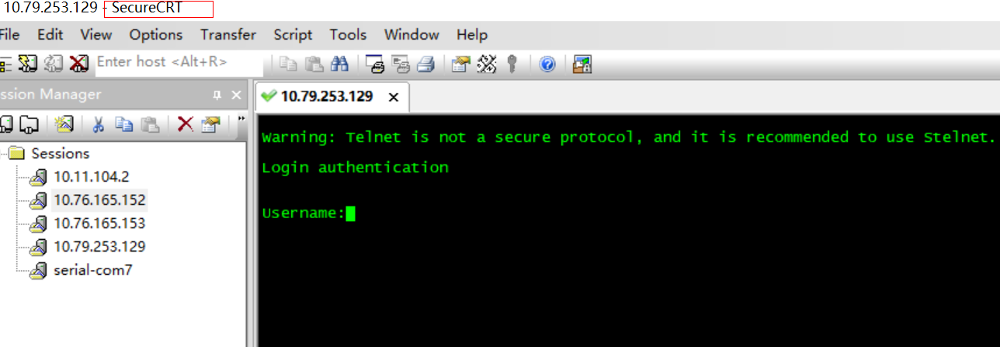 10.79.253.129 - SecureCRT
File Edit View Options Transfer Script Tools Window Help
Enter host <Alt+R>
ssion Manager
10.79.253.129
Sessions
10.11.104.2
10.76.165.152
10.76.165.153
10.79.253.129
serial-com7
Warning: Telnet is not a secure protocol, and it is recommended to use Stelnet.
Login authentication
Username: